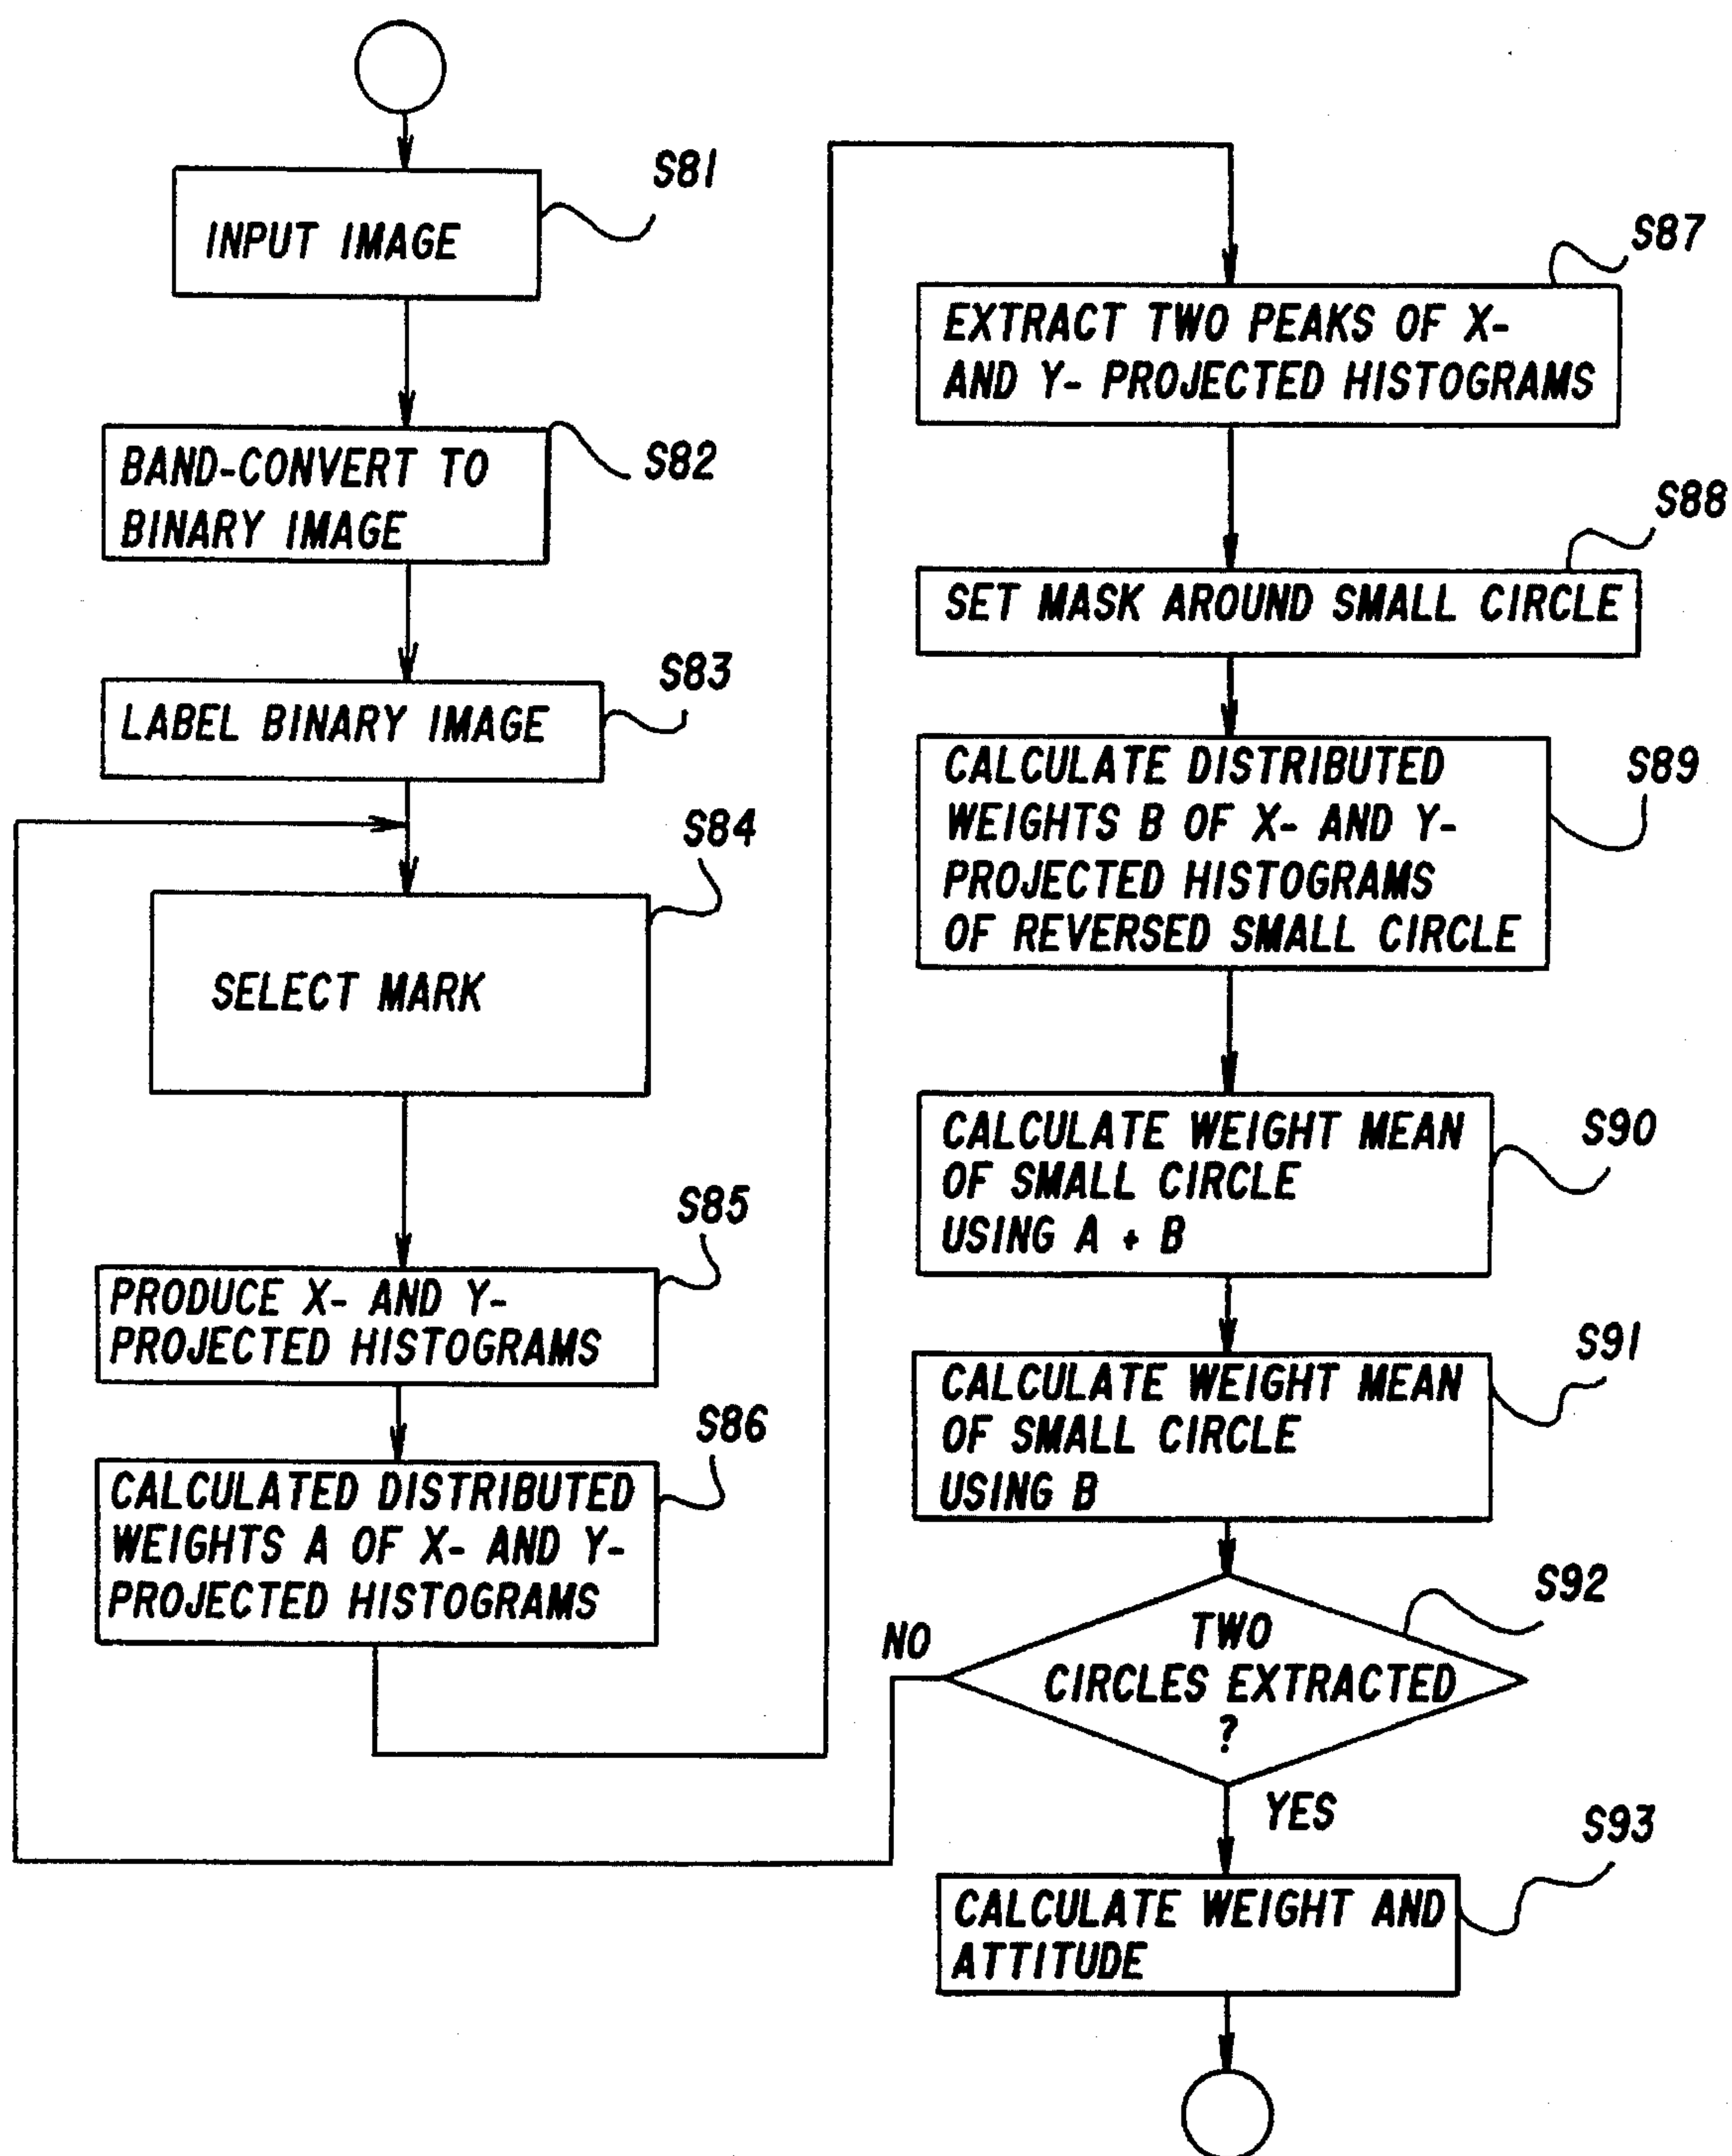 S81
INPUT IMAGE
S82
BAND-CONVERT TO
BINARY IMAGE
S83
LABEL BINARY IMAGE
S84
SELECT MARK
S85
PRODUCE X- AND Y-
PROJECTED HISTOGRAMS
S86
CALCULATED DISTRIBUTED
WEIGHTS A OF X- AND Y-
PROJECTED HISTOGRAMS
S87
EXTRACT TWO PEAKS OF X-
AND Y- PROJECTED HISTOGRAMS
S88
SET MASK AROUND SMALL CIRCLE
S89
CALCULATE DISTRIBUTED
WEIGHTS B OF X- AND Y-
PROJECTED HISTOGRAMS
OF REVERSED SMALL CIRCLE
S90
CALCULATE WEIGHT MEAN
OF SMALL CIRCLE
USING A + B
S91
CALCULATE WEIGHT MEAN
OF SMALL CIRCLE
USING B
S92
NO
TWO
CIRCLES EXTRACTED
?
YES
S93
CALCULATE WEIGHT AND
ATTITUDE